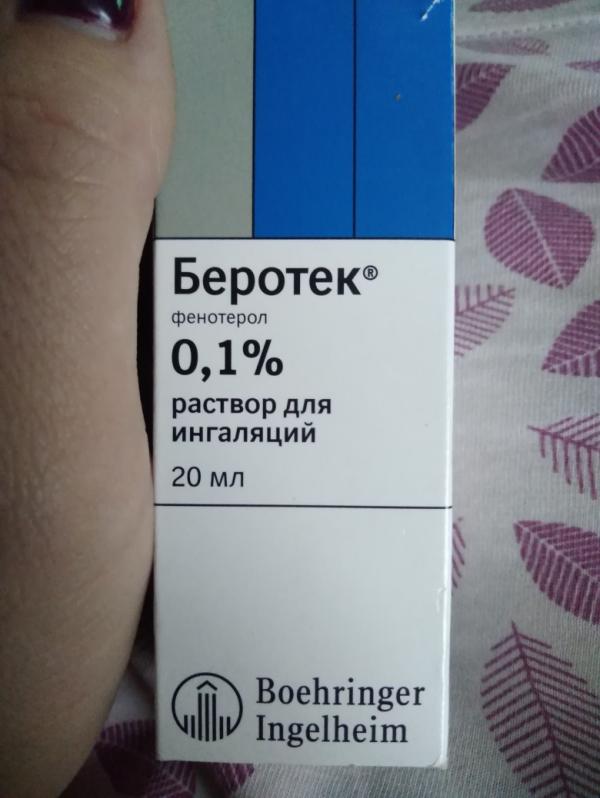 Беротек®
фенотерол
0,1%
раствор для
ингаляций
20 мл
Boehringer
Ingelheim